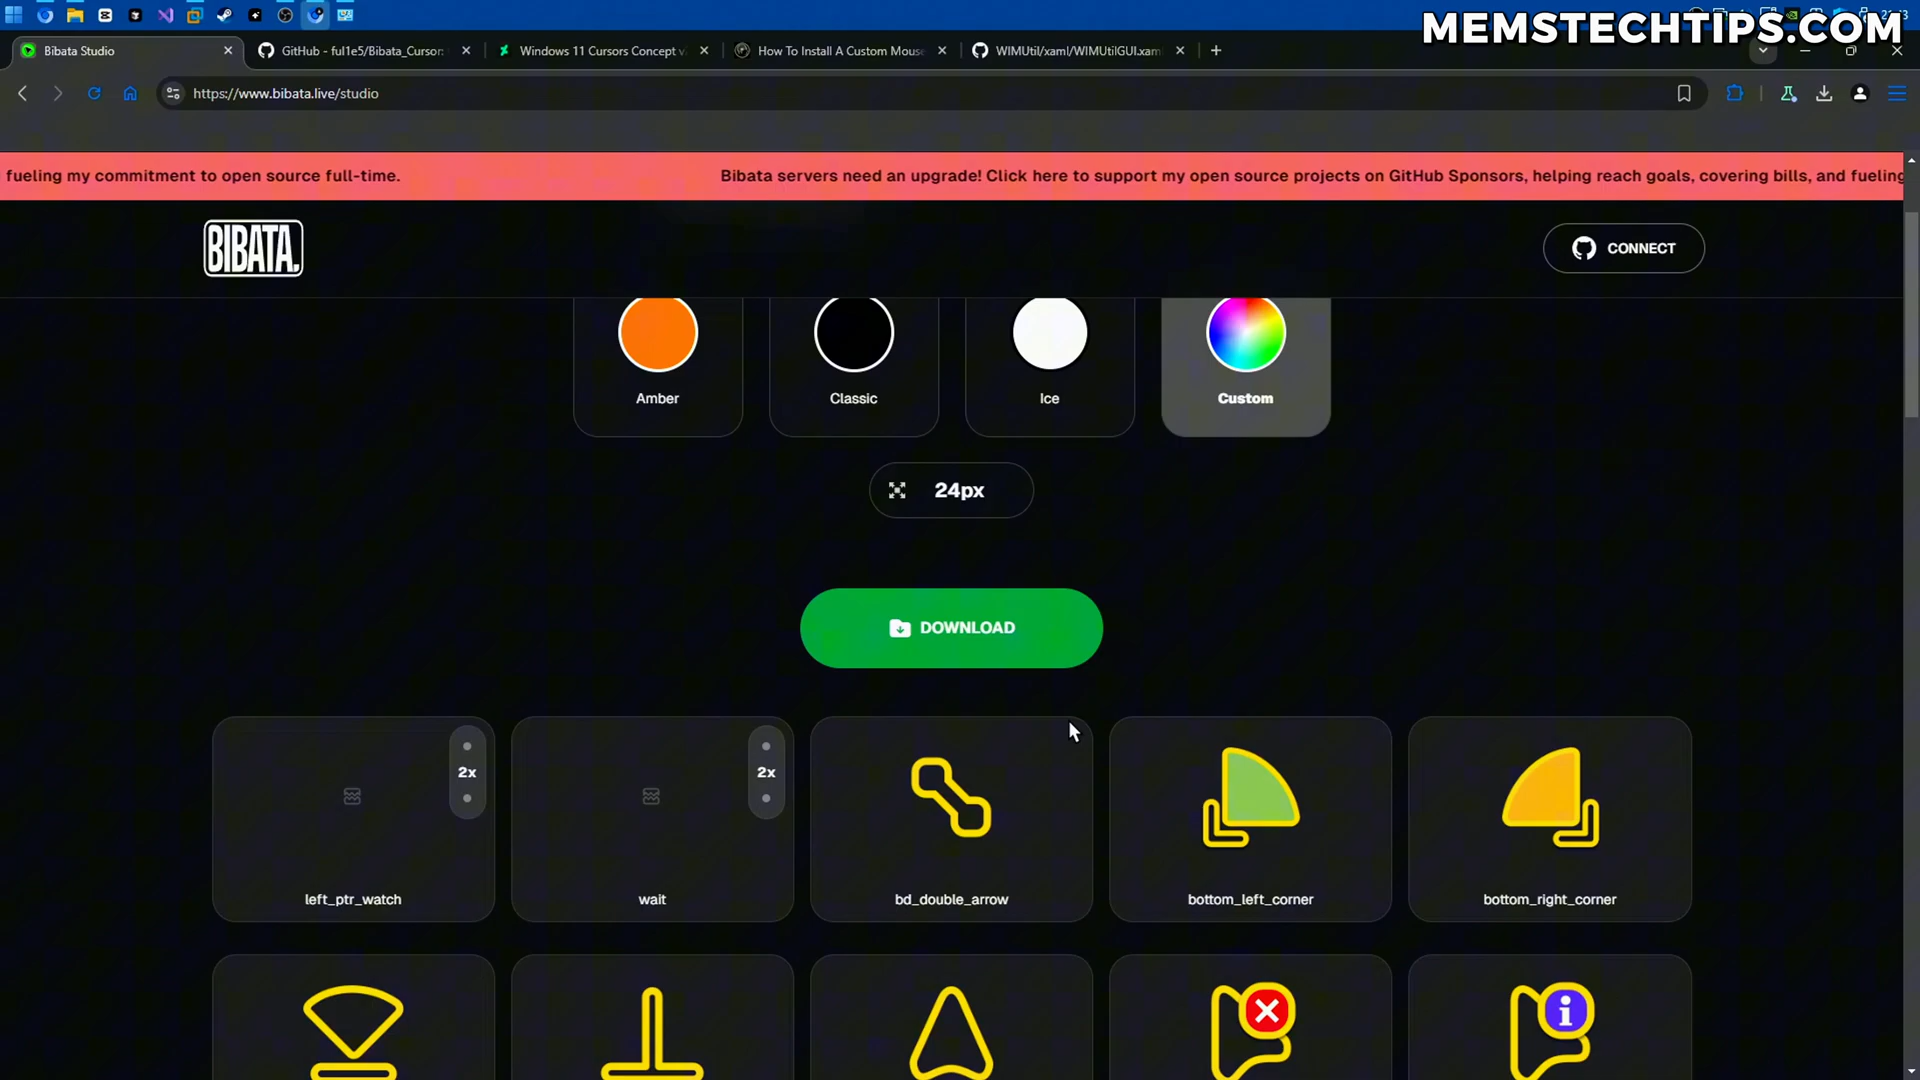 MEMSTECHTIPS.COM
Bibata Studio
GitHub - ful1e5/Bibata_Cursor:
Windows 11 Cursors Concept v
How To Install A Custom Mouse
WIMUtil/xaml/WIMUtilGUI.xaml
https://www.bibata.live/studio
fueling my commitment to open source full-time.
Bibata servers need an upgrade! Click here to support my open source projects on GitHub Sponsors, helping reach goals, covering bills, and fueling
BIBATA.
CONNECT
Amber
Classic
Ice
Custom
24px
DOWNLOAD
2x
2x
left_ptr_watch
wait
bd_double_arrow
bottom_left_corner
bottom_right_corner